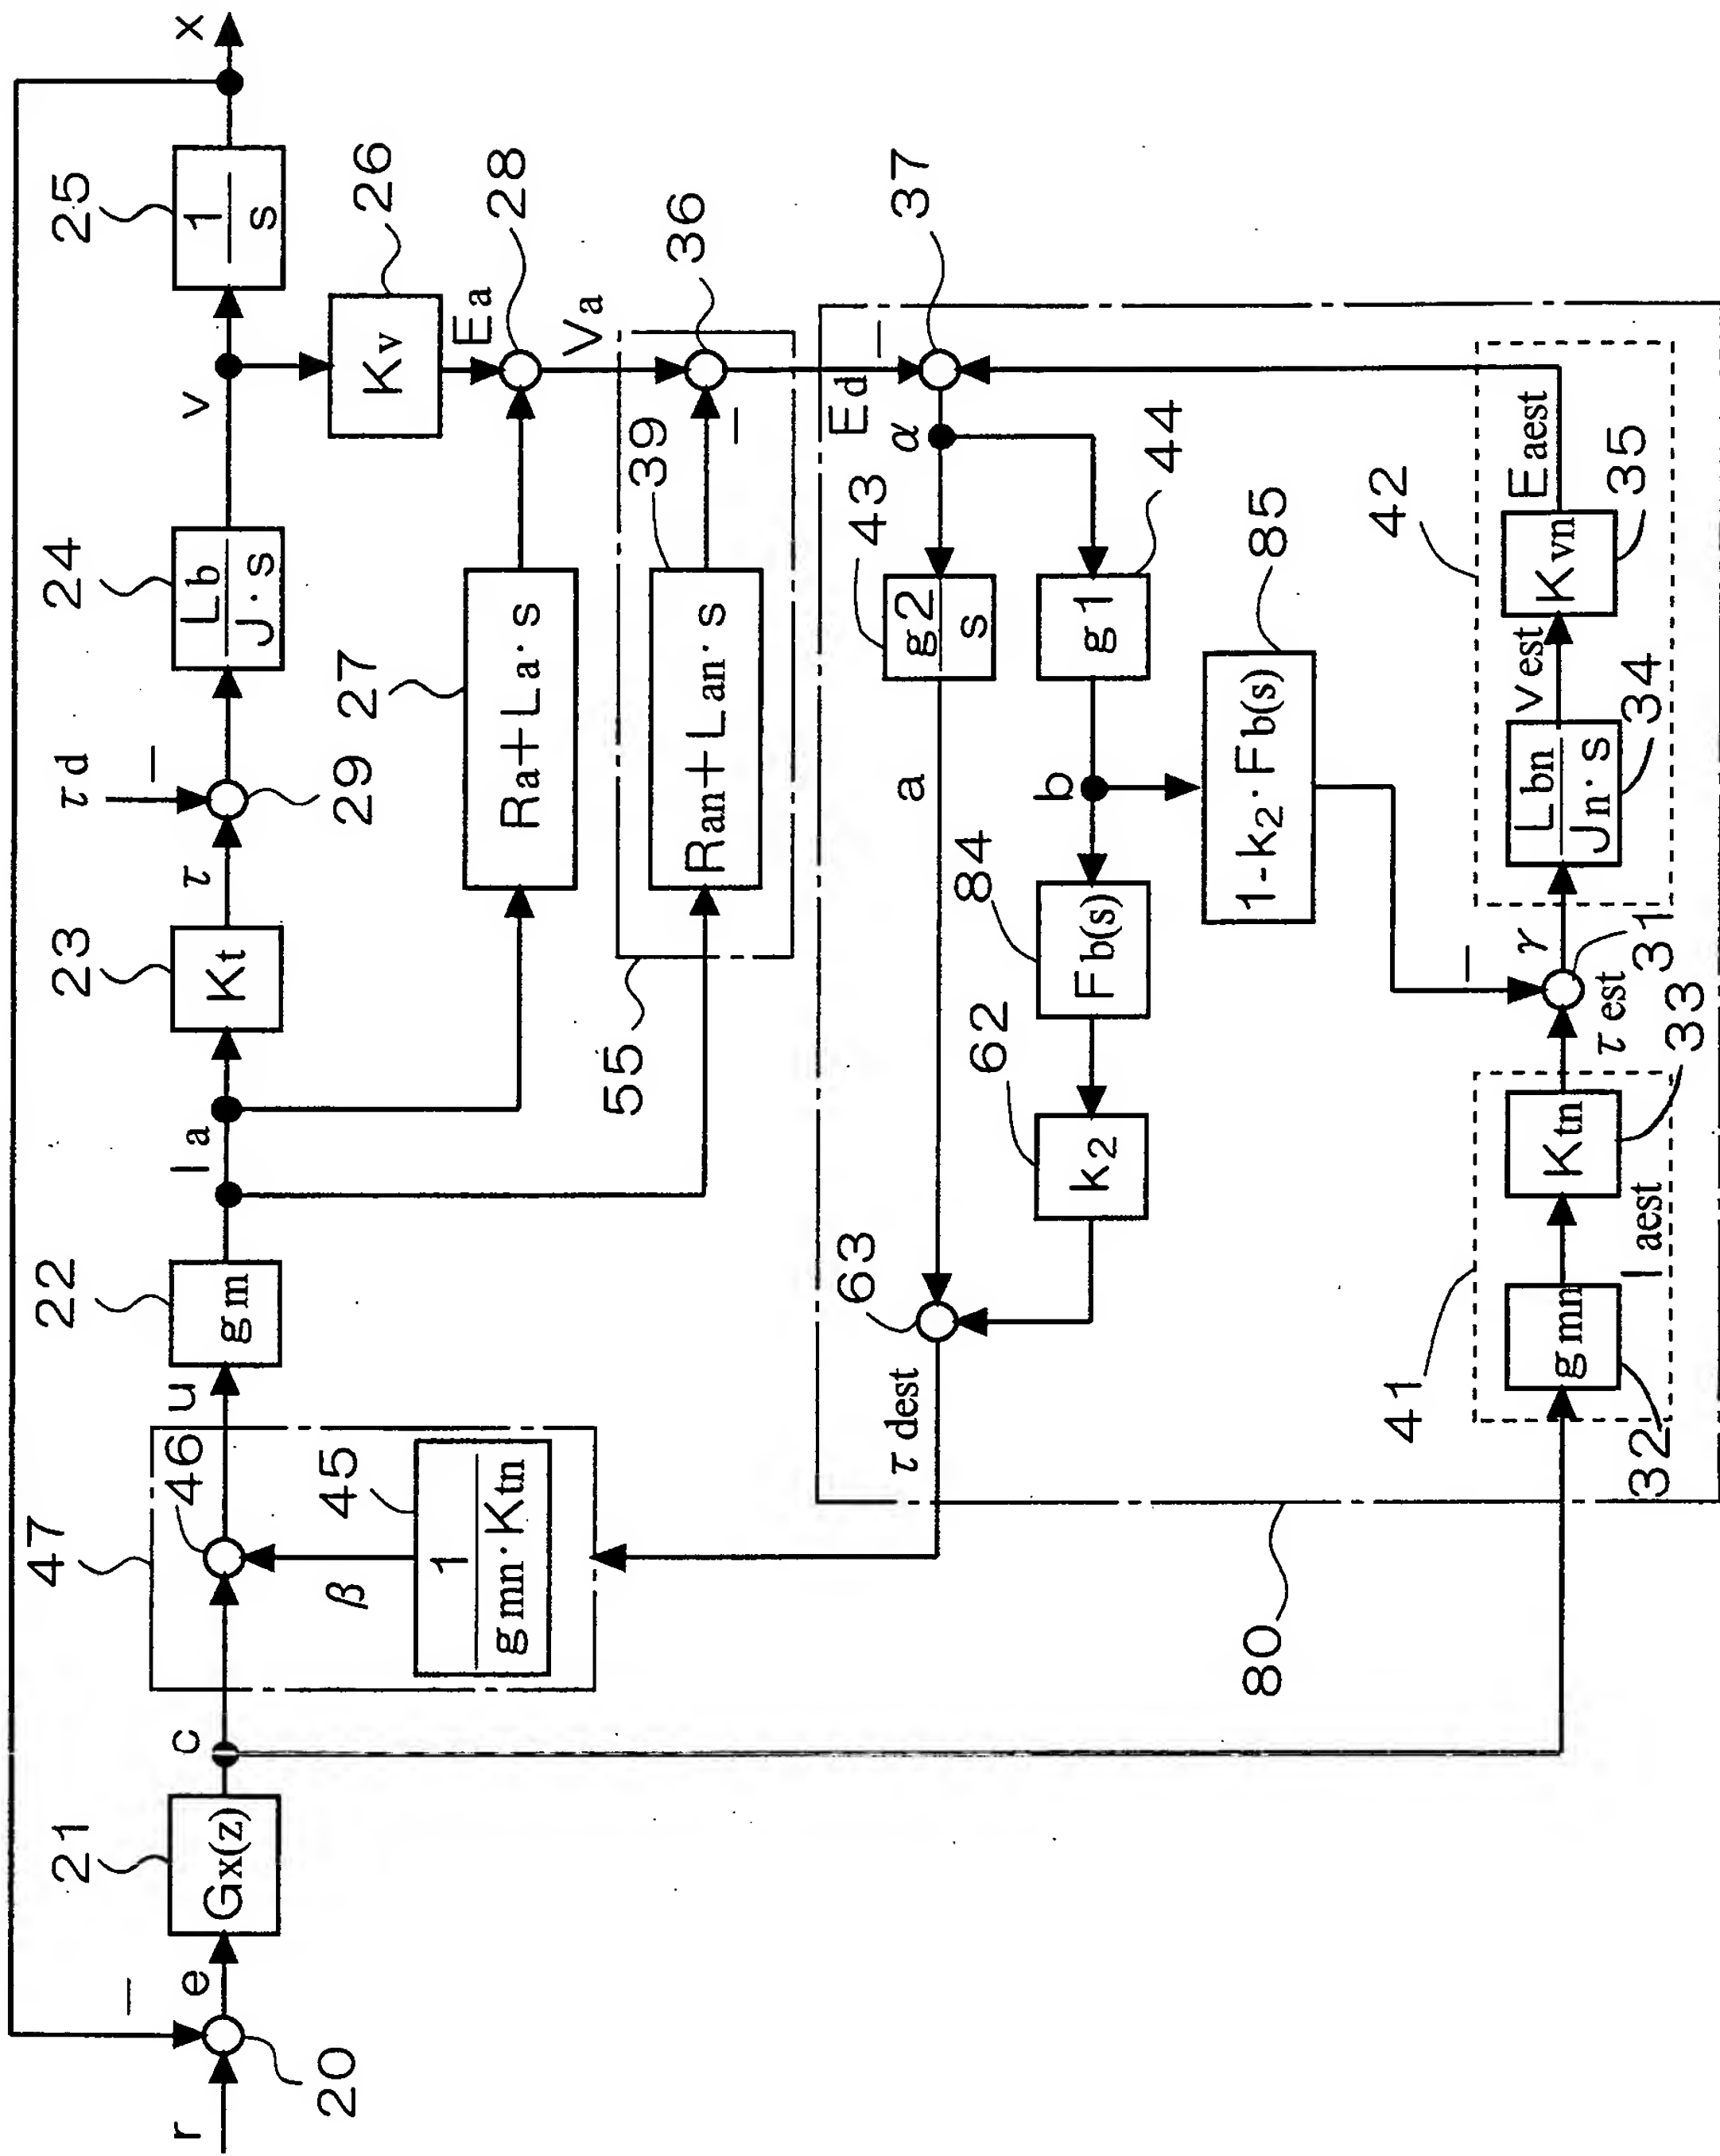 r
20
−
e
21
Gx(z)
c
47
46
45
1
gmn·Ktn
β
u
22
gm
Ia
23
Kt
τ
τd
−
29
24
Lb
J·s
v
25
1
s
x
26
Kv
Ea
27
Ra+La·s
28
Va
55
39
Ran+Lan·s
36
−
Ed
−
37
α
43
g2
s
a
44
g1
b
84
Fb(s)
62
k2
63
τdest
85
1-k2·Fb(s)
80
41
32
gmn
Iaest
Ktn
33
τest
31
−
γ
42
Lbn
Jn·s
34
vest
Kvn
35
Eaest